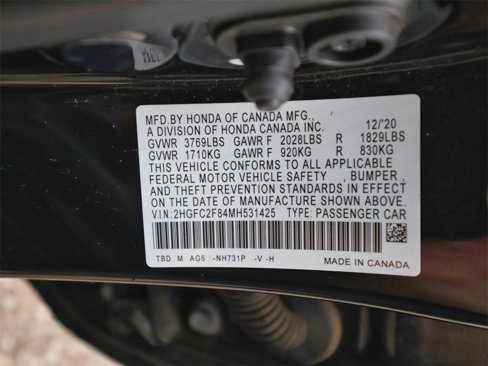 MFD.BY HONDA OF CANADA MFG.,
A DIVISION OF HONDA CANADA INC. 12/'20
GVWR 3769LBS GAWR F 2028LBS R 1829LBS
GVWR 1710KG GAWR F 920KG R 830KG
THIS VEHICLE CONFORMS TO ALL APPLICABLE
FEDERAL MOTOR VEHICLE SAFETY , BUMPER ,
AND THEFT PREVENTION STANDARDS IN EFFECT
ON THE DATE OF MANUFACTURE SHOWN ABOVE.
V.I.N:2HGFC2F84MH531425 TYPE: PASSENGER CAR
TBD M AG6 -NH731P -V -H
MADE IN CANADA